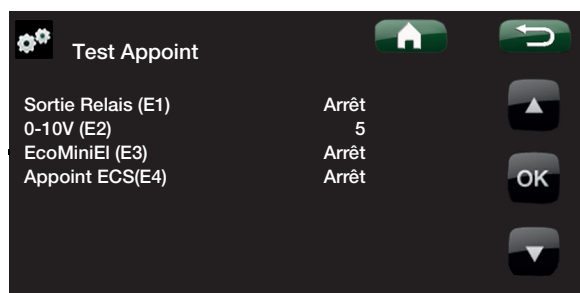 Test Appoint
Sortie Relais (E1) Arrêt
0-10V (E2) 5
EcoMiniEl (E3) Arrêt
Appoint ECS(E4) Arrêt
OK